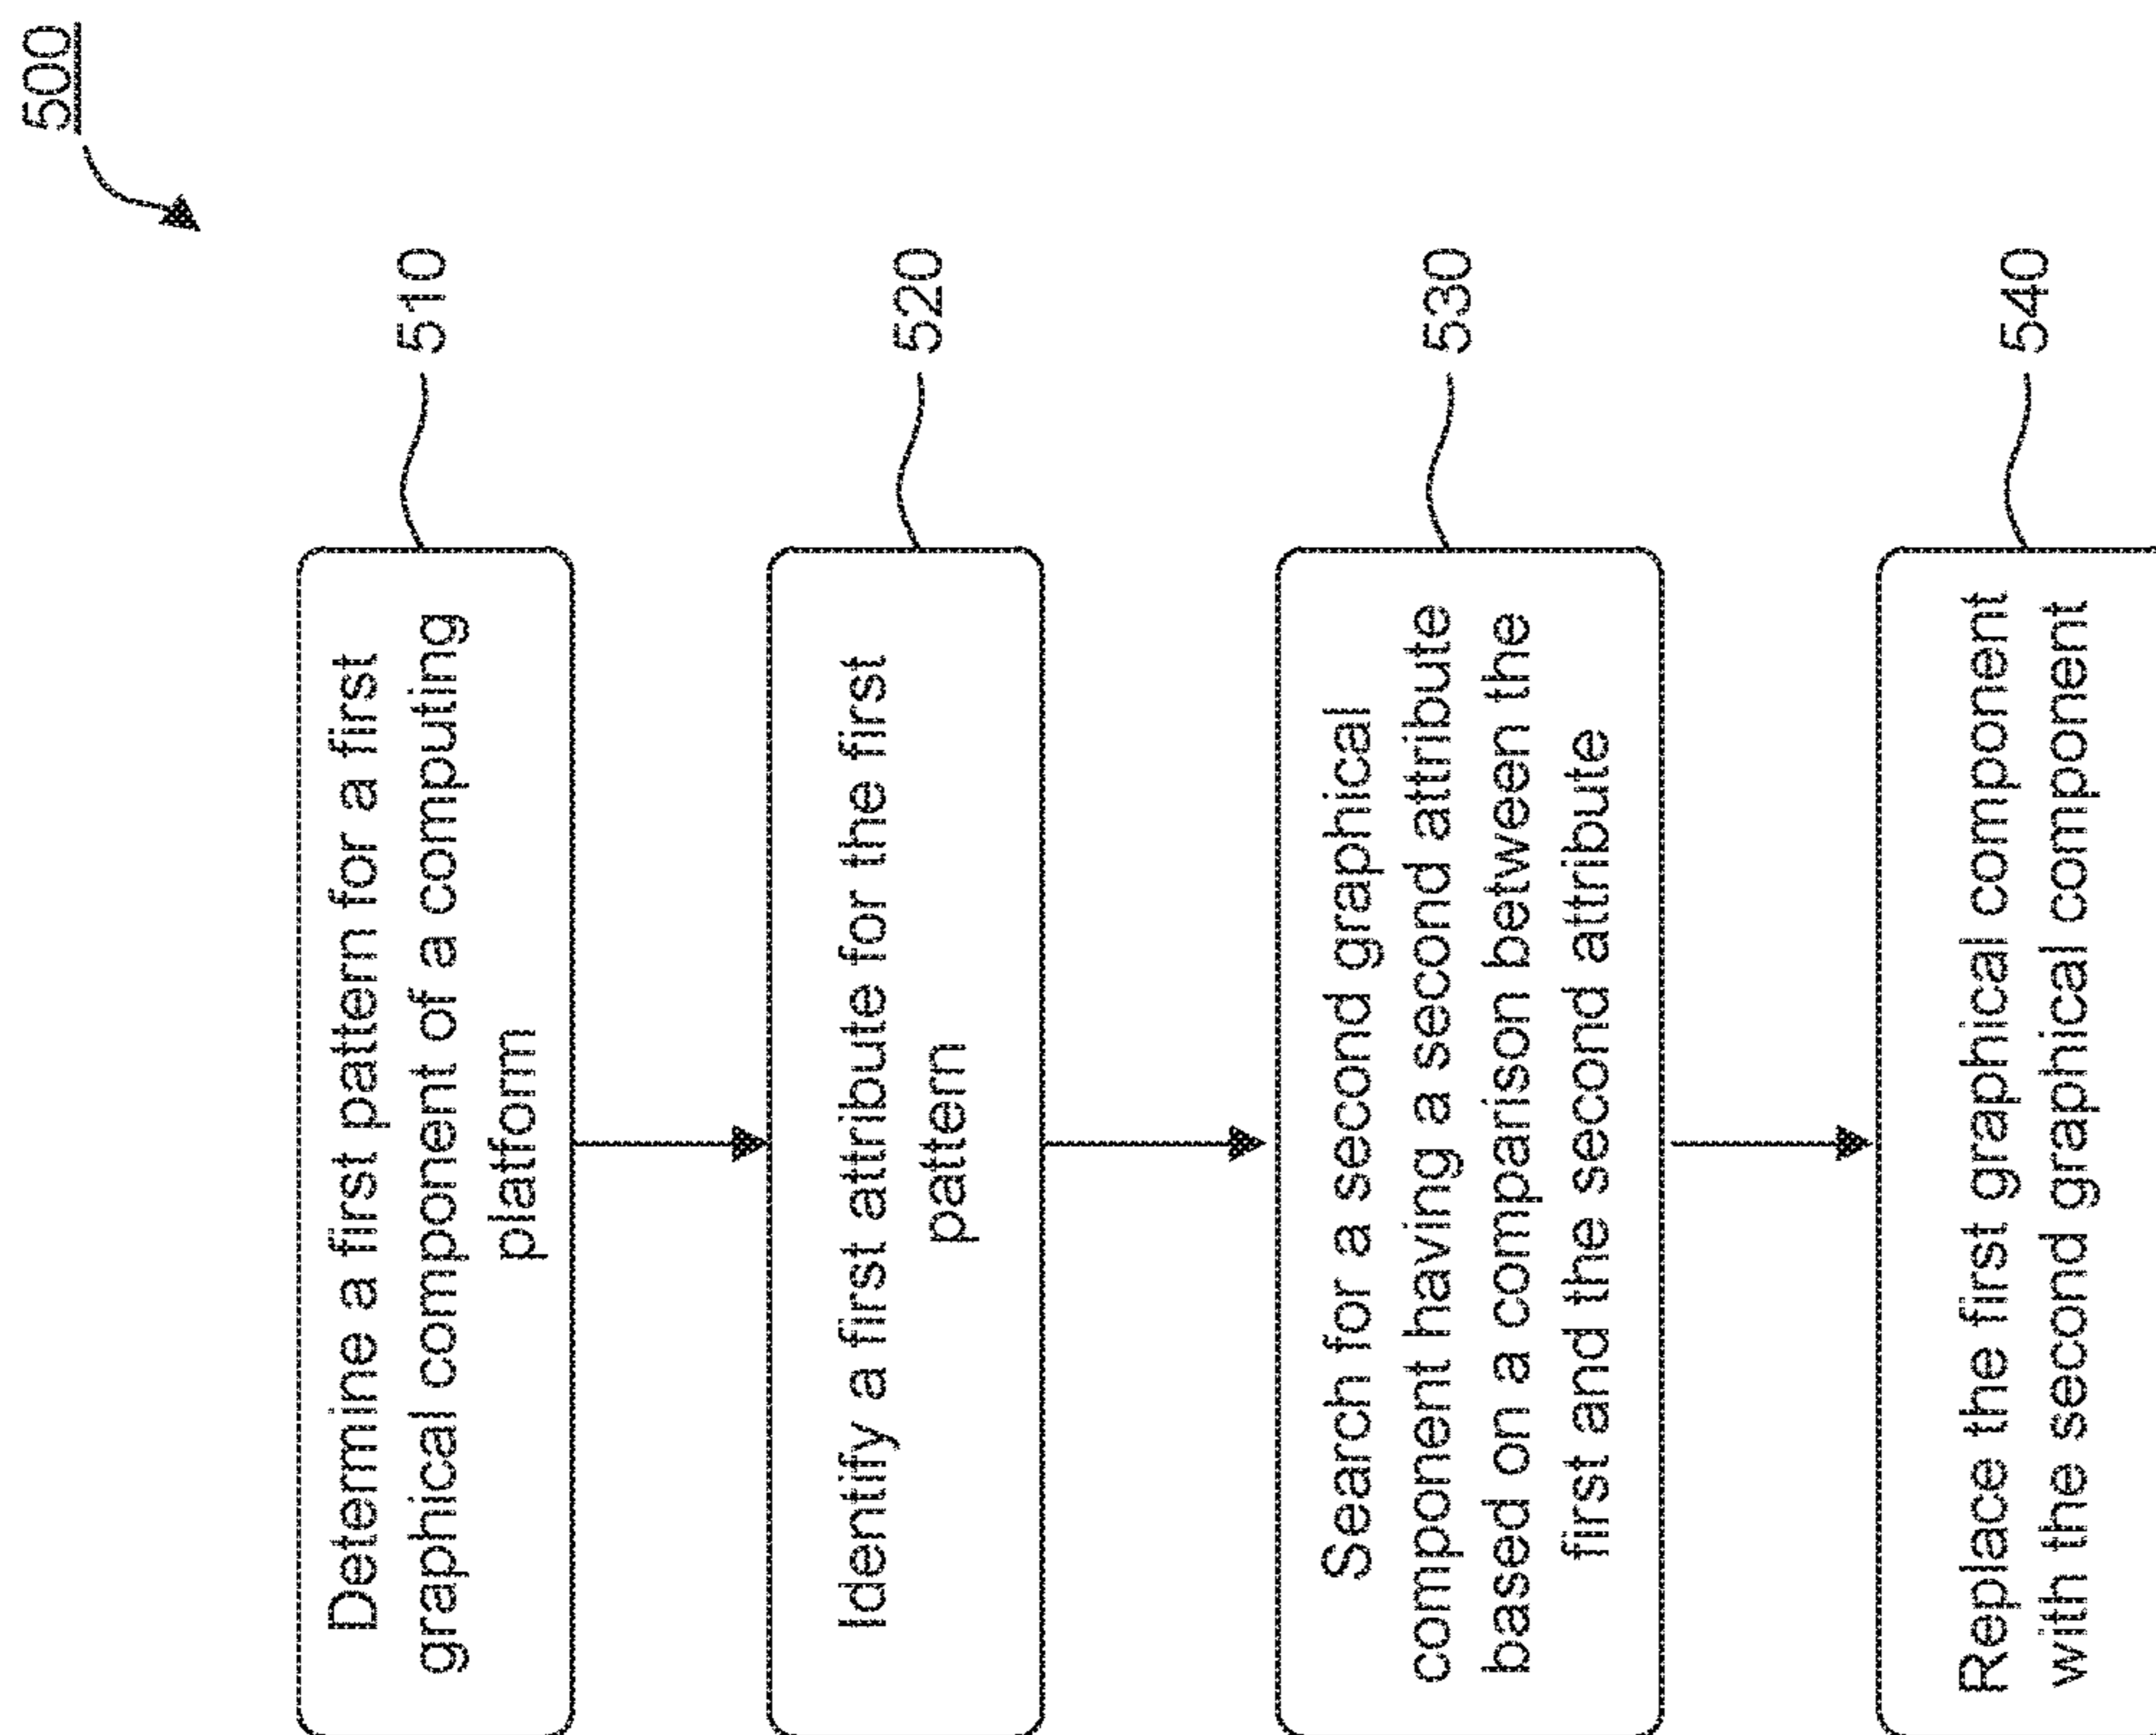 500
Determine a first pattern for a first
graphical component of a computing
platform
510
Identify a first attribute for the first
pattern
520
Search for a second graphical
component having a second attribute
based on a comparison between the
first and the second attribute
530
Replace the first graphical component
with the second graphical component
540